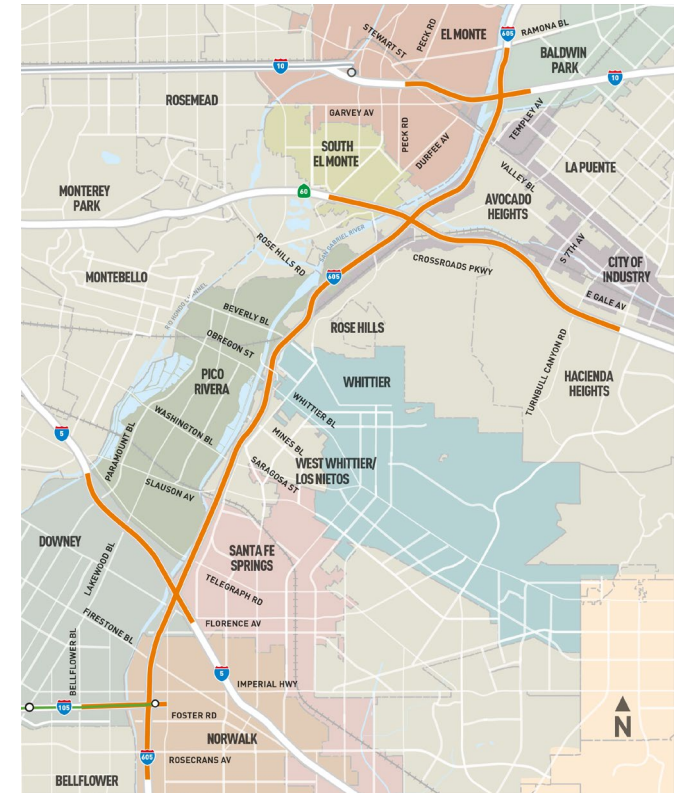 STEWART ST
PECK RD
EL MONTE
605
RAMONA BL
BALDWIN
PARK
10
10
ROSEMEAD
GARVEY AV
PECK RD
DURFEE AV
TEMPLEY AV
SOUTH
EL MONTE
VALLEY BL
LA PUENTE
MONTEREY
PARK
60
AVOCADO
HEIGHTS
SAN GABRIEL RIVER
ROSE HILLS RD
S 7TH AV
CROSSROADS PKWY
CITY OF
INDUSTRY
MONTEBELLO
605
E GALE AV
RIO HONDO CHANNEL
BEVERLY BL
ROSE HILLS
OBREGON ST
TURNBULL CANYON RD
PICO
RIVERA
WHITTIER
HACIENDA
HEIGHTS
WHITTIER BL
WASHINGTON BL
5
PARAMOUNT BL
MINES BL
WEST WHITTIER/
LOS NIETOS
SARAGOSA ST
SLAUSON AV
DOWNEY
LAKEWOOD BL
SANTA FE
SPRINGS
TELEGRAPH RD
FIRESTONE BL
FLORENCE AV
BELLFLOWER BL
5
IMPERIAL HWY
105
FOSTER RD
N
NORWALK
605
ROSECRANS AV
BELLFLOWER